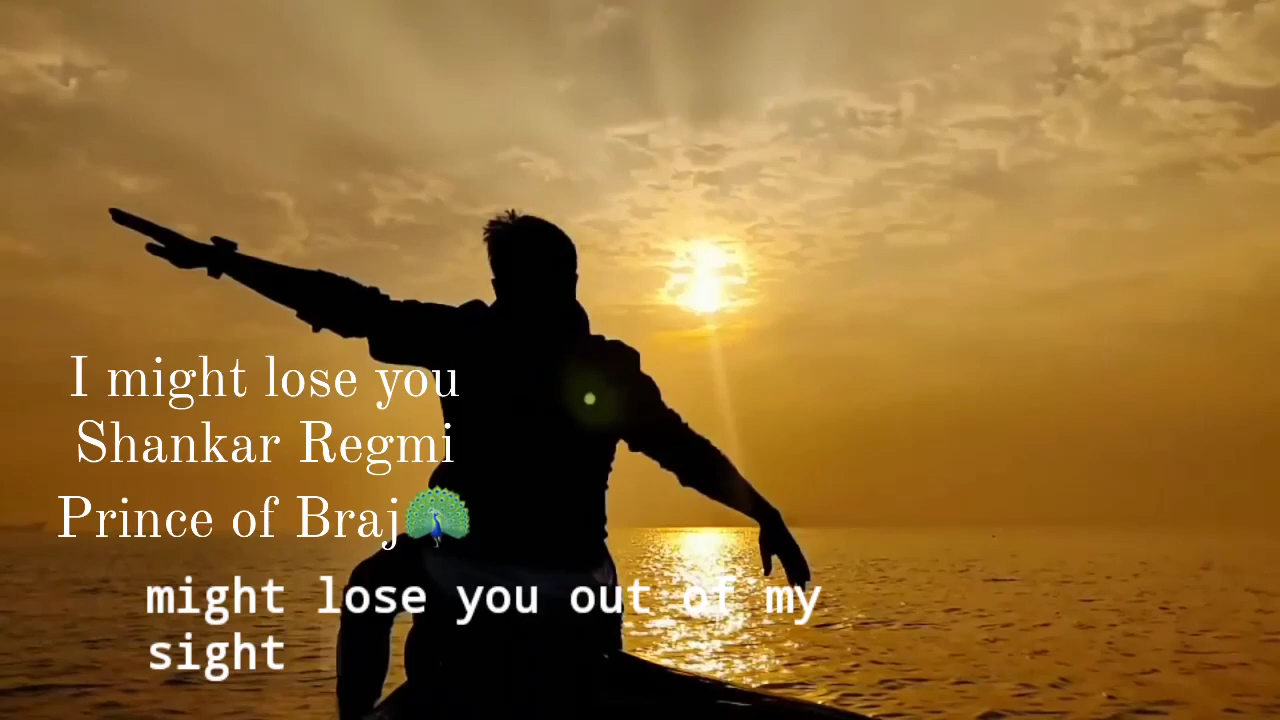 I might lose you
Shankar Regmi
Prince of Braj🦚
might lose you out of my
sight